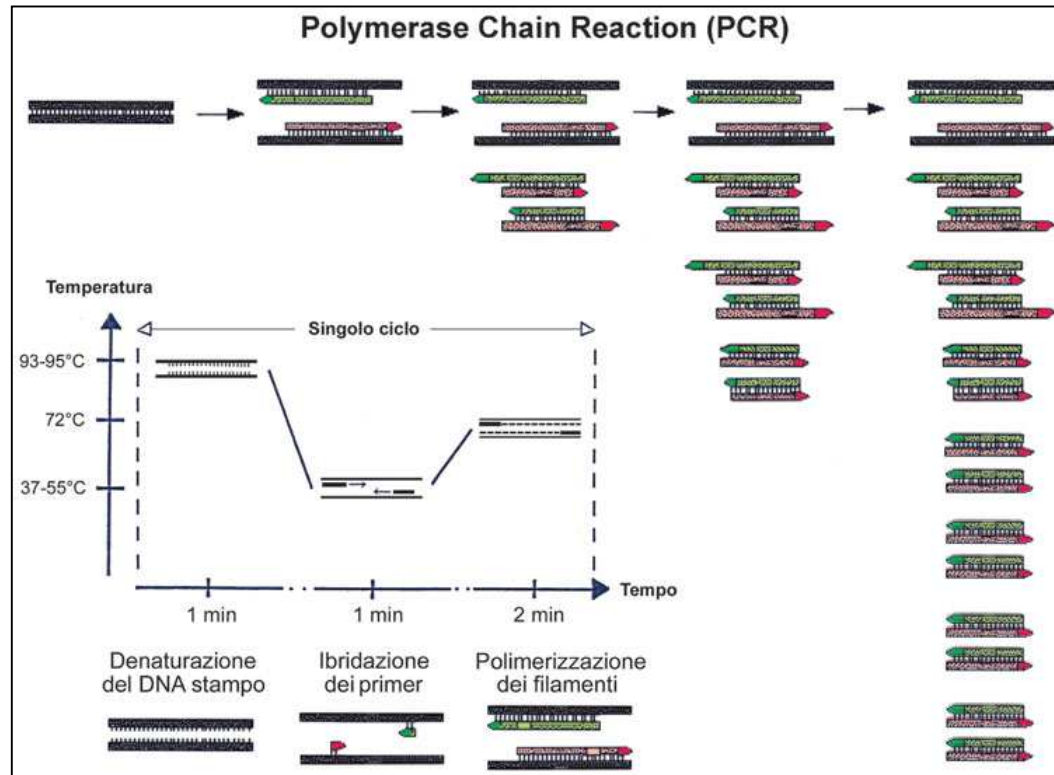 Polymerase Chain Reaction (PCR)
Temperatura
Singolo ciclo
93-95°C
72°C
37-55°C
Tempo
1 min
1 min
2 min
Denaturazione
del DNA stampo
Ibridazione
dei primer
Polimerizzazione
dei filamenti